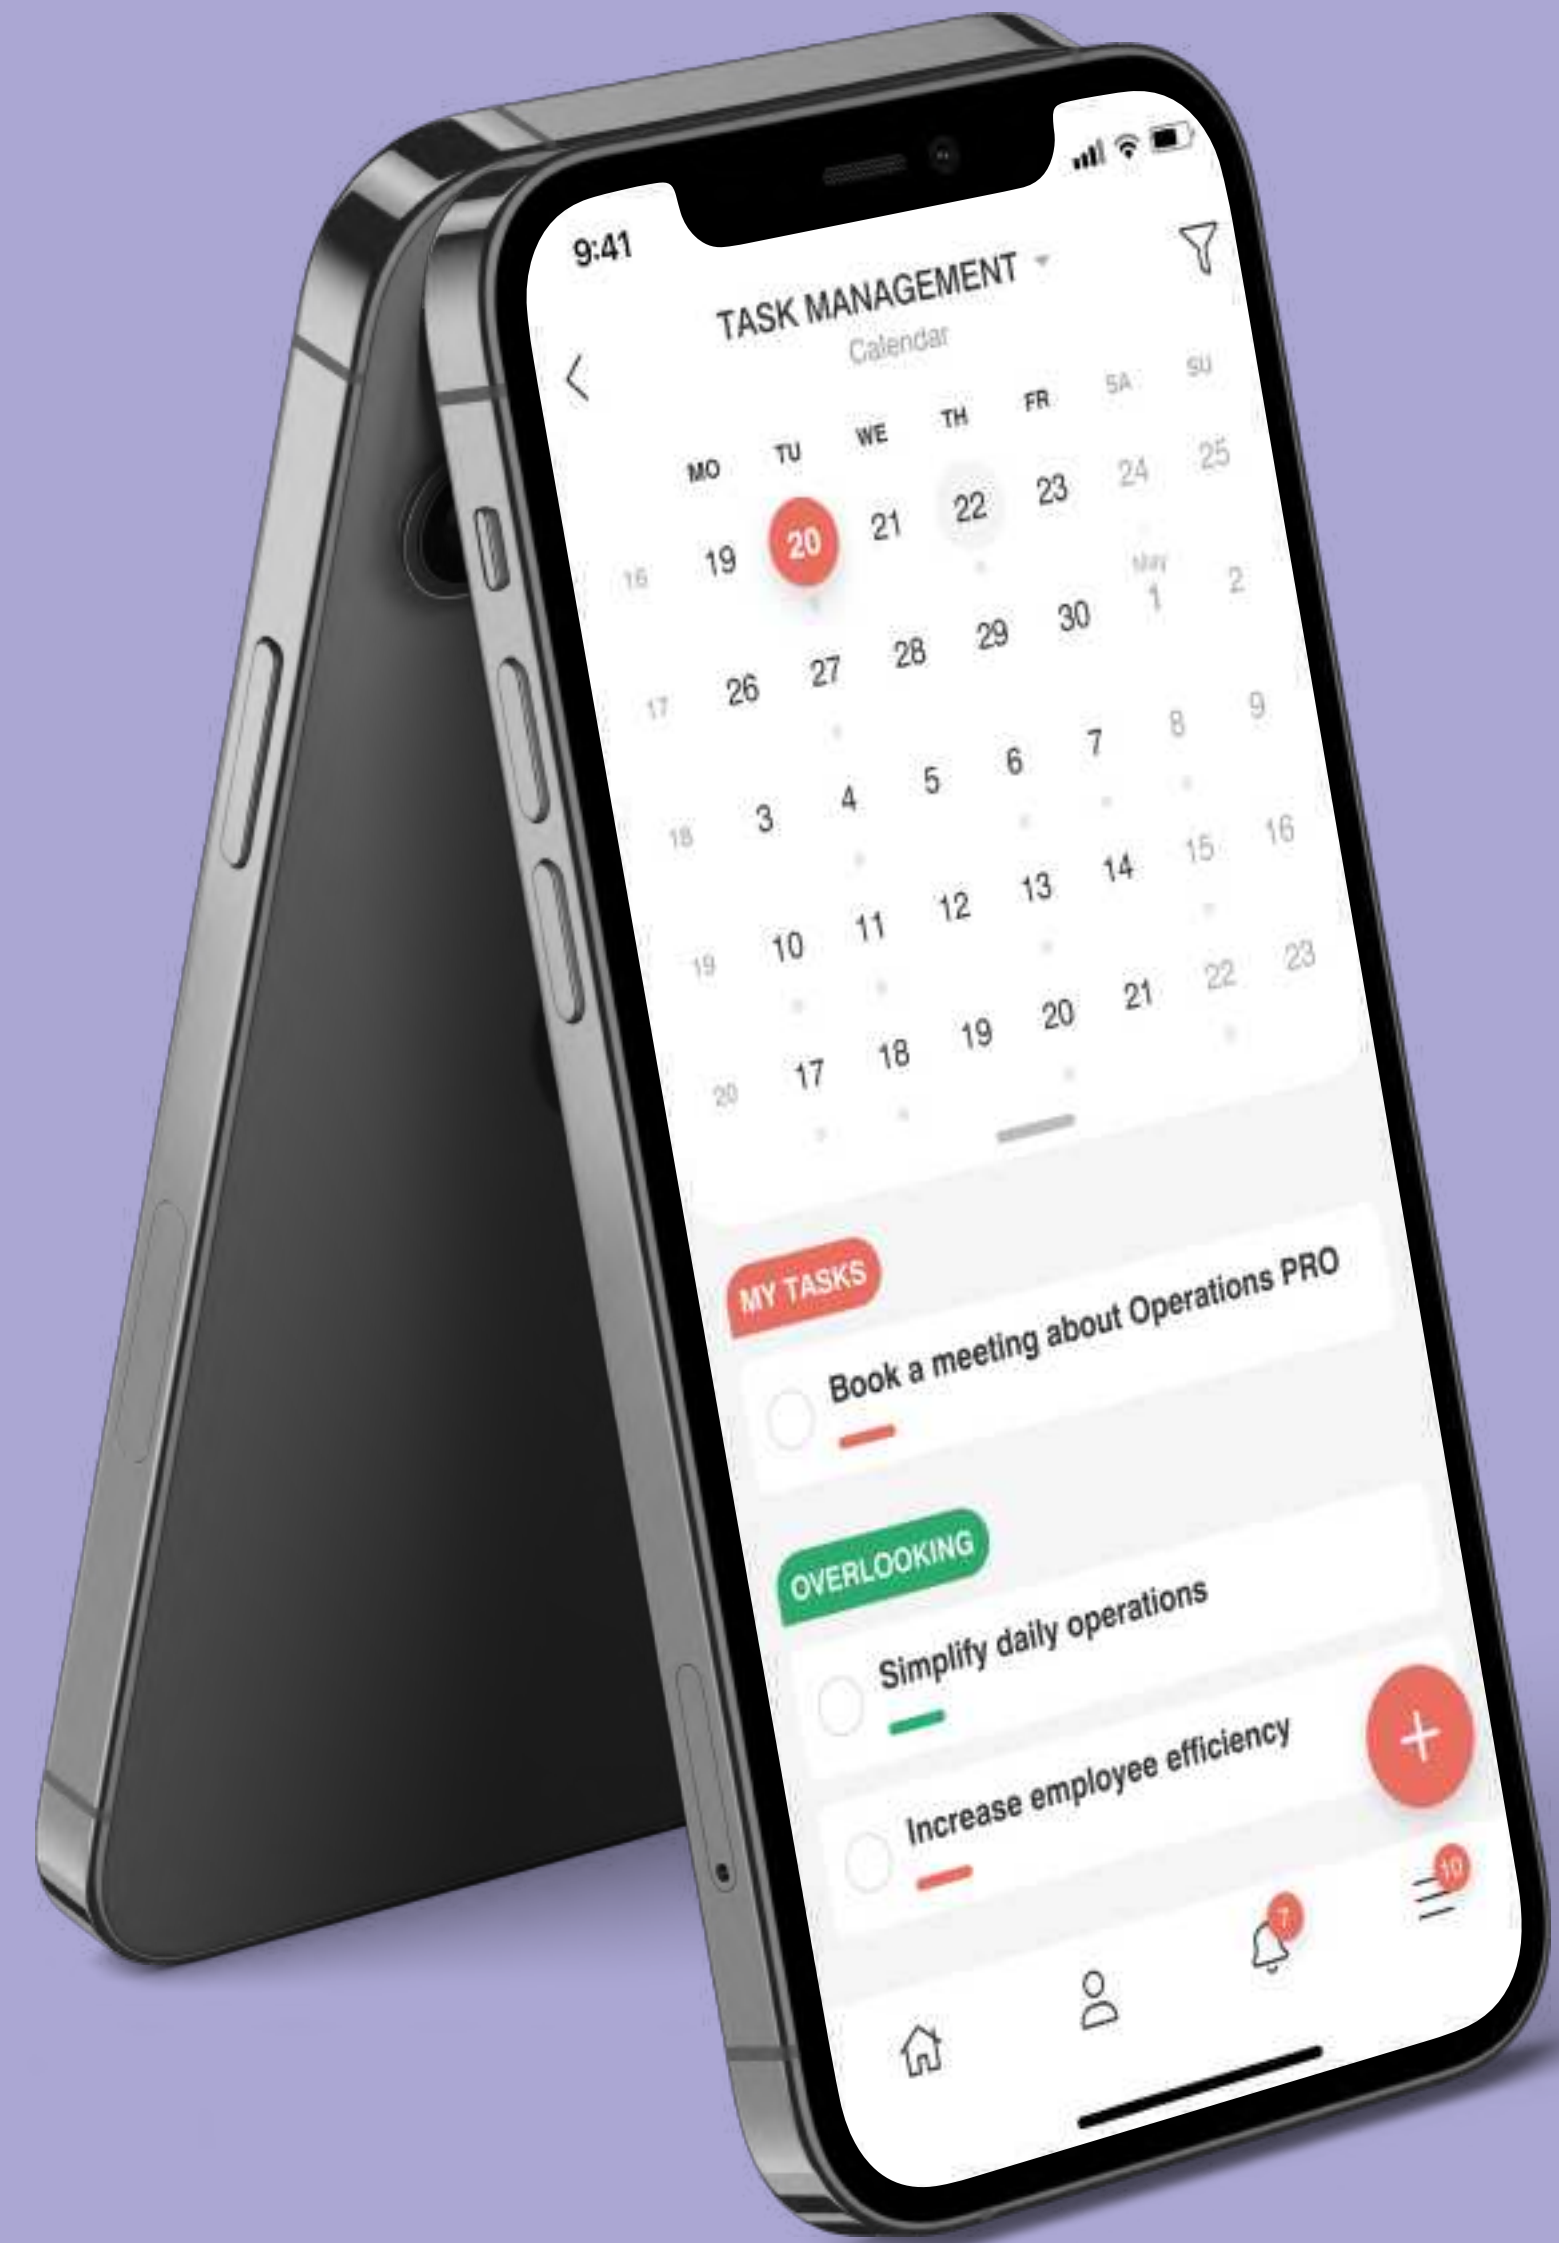 9:41
TASK MANAGEMENT
Calendar
MO TU WE TH FR SA SU
16 19 20 21 22 23 24 25
May
17 26 27 28 29 30 1 2
18 3 4 5 6 7 8 9
19 10 11 12 13 14 15 16
20 17 18 19 20 21 22 23
MY TASKS
Book a meeting about Operations PRO
OVERLOOKING
Simplify daily operations
Increase employee efficiency
+
7
10